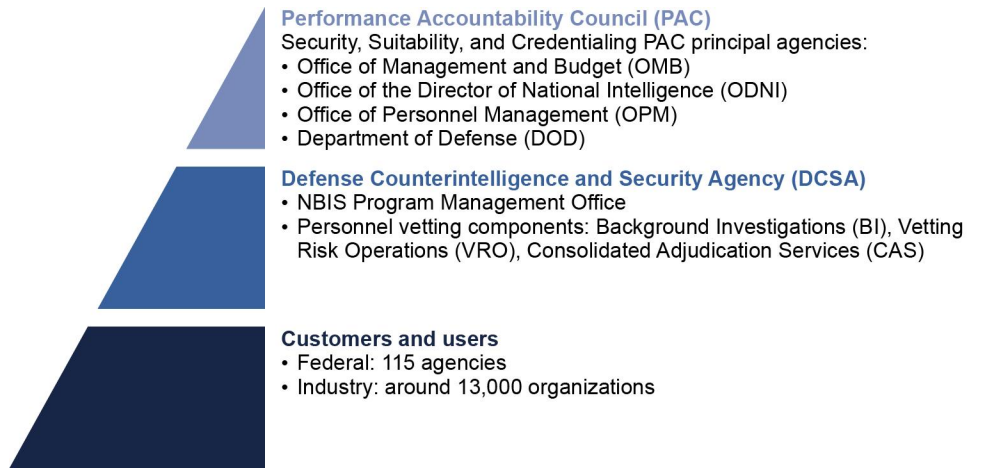 Performance Accountability Council (PAC)
Security, Suitability, and Credentialing PAC principal agencies:
• Office of Management and Budget (OMB)
• Office of the Director of National Intelligence (ODNI)
• Office of Personnel Management (OPM)
• Department of Defense (DOD)
Defense Counterintelligence and Security Agency (DCSA)
• NBIS Program Management Office
• Personnel vetting components: Background Investigations (BI), Vetting
Risk Operations (VRO), Consolidated Adjudication Services (CAS)
Customers and users
• Federal: 115 agencies
• Industry: around 13,000 organizations